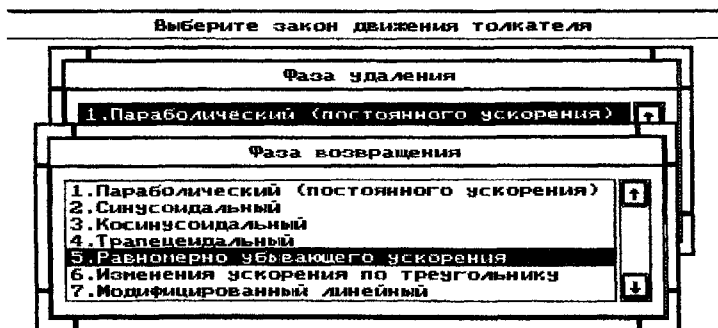 Выберите закон движения толкателя
Фаза удаления
1.Параболический (постоянного ускорения)
Фаза возвращения
1.Параболический (постоянного ускорения)
2.Синусоидальный
3.Косинусоидальный
4.Трапецеидальный
5.Равномерно убывающего ускорения
6.Изменения ускорения по треугольнику
7.Модифицированный линейный